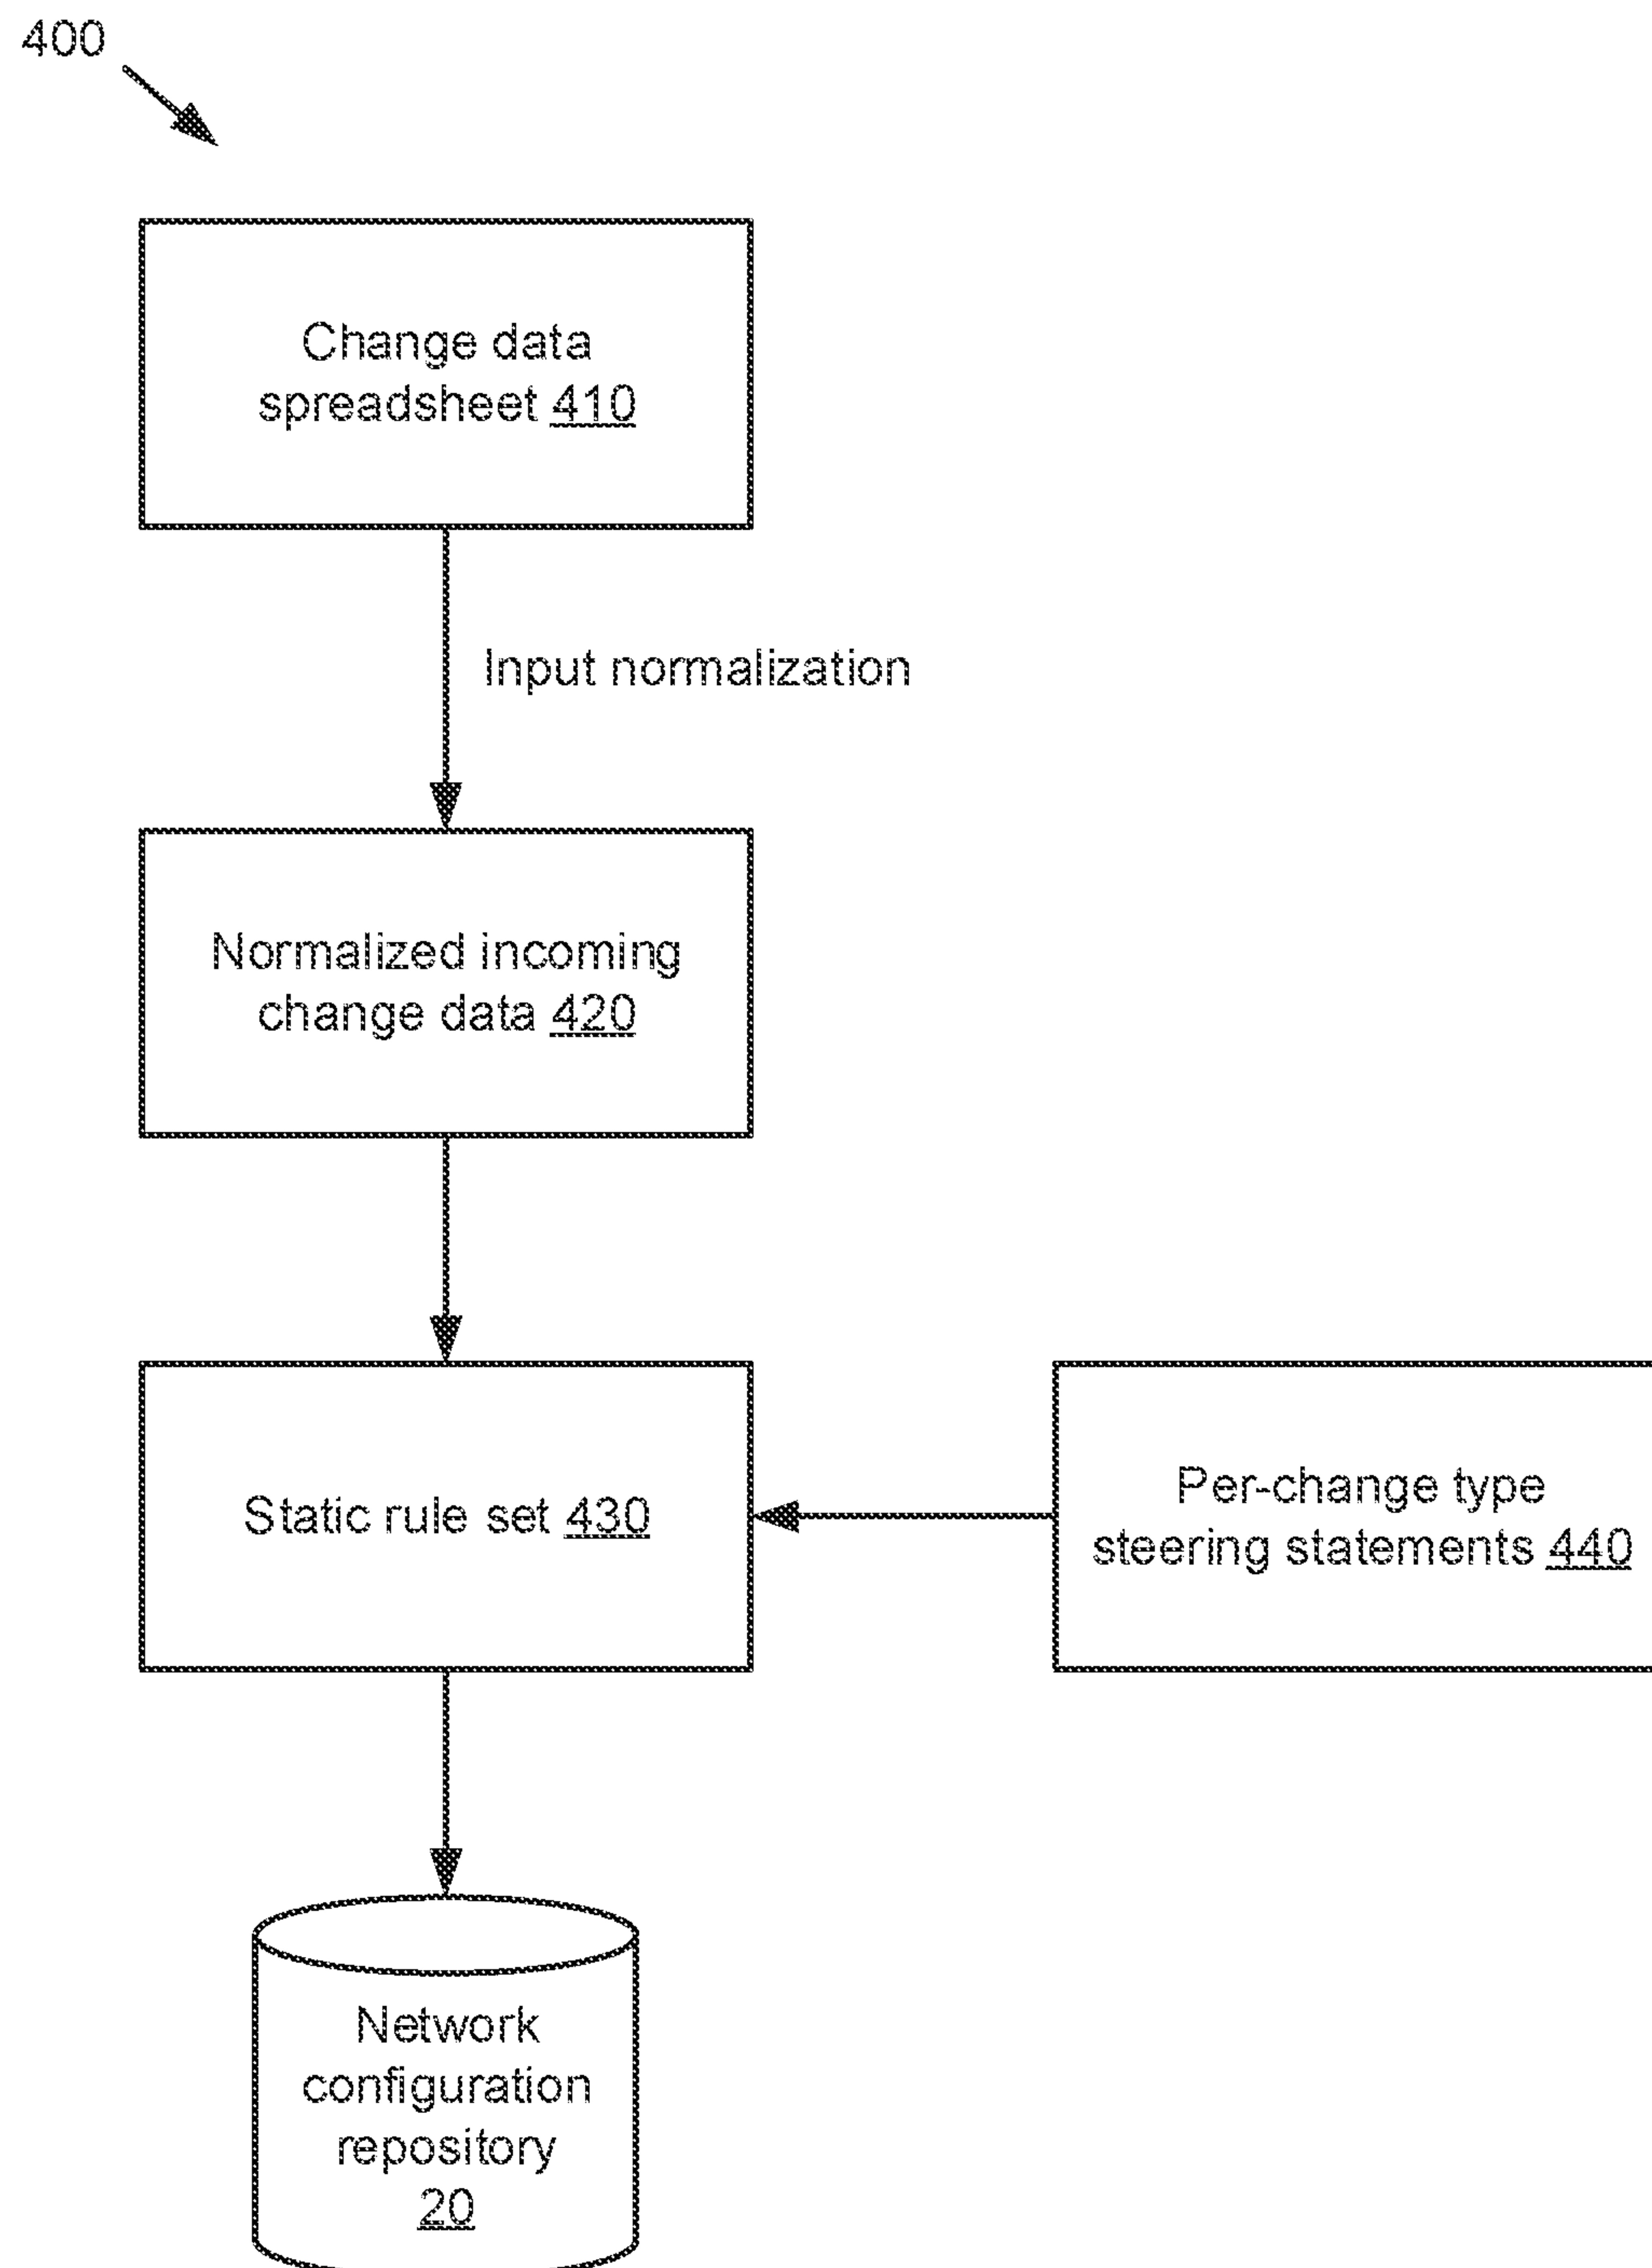 400
Change data
spreadsheet 410
Input normalization
Normalized incoming
change data 420
Static rule set 430
Per-change type
steering statements 440
Network
configuration
repository
20